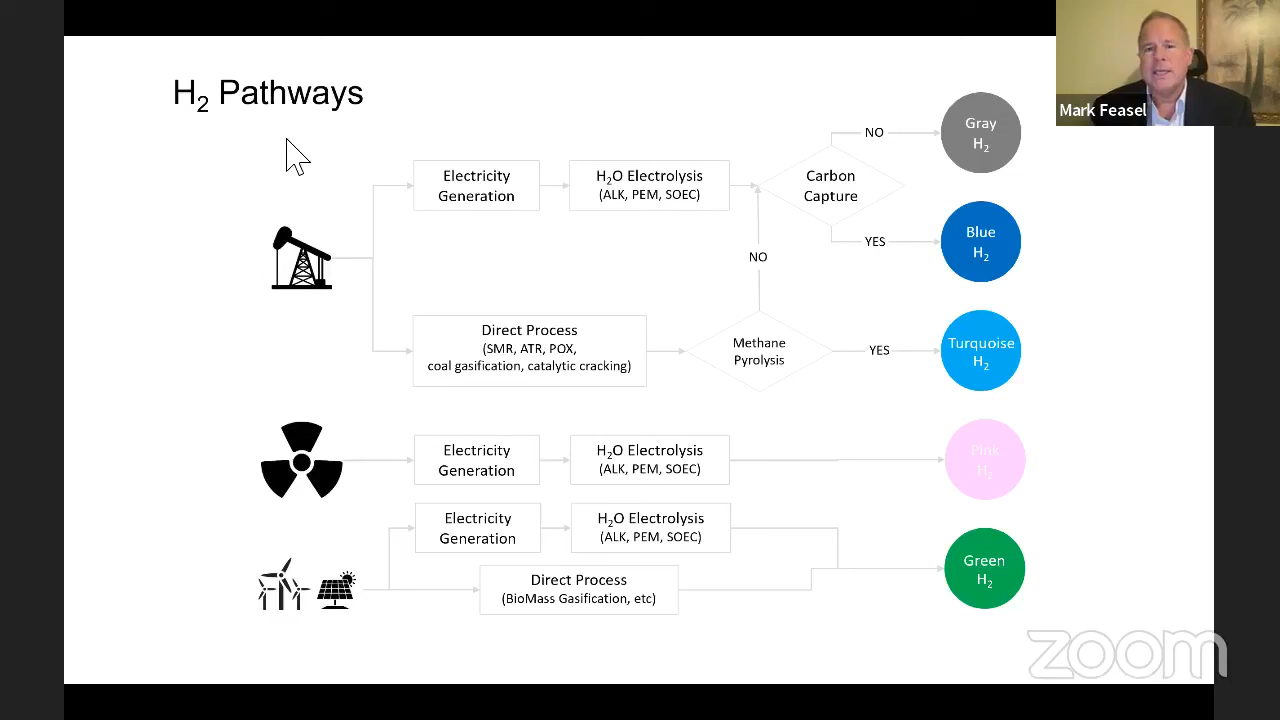 H₂ Pathways
Mark Feasel
Gray
H₂
NO
Electricity
Generation
H₂O Electrolysis
(ALK, PEM, SOEC)
Carbon
Capture
YES
Blue
H₂
NO
Direct Process
(SMR, ATR, POX,
coal gasification, catalytic cracking)
Methane
Pyrolysis
YES
Turquoise
H₂
Electricity
Generation
H₂O Electrolysis
(ALK, PEM, SOEC)
Pink
H₂
Electricity
Generation
H₂O Electrolysis
(ALK, PEM, SOEC)
Direct Process
(BioMass Gasification, etc)
Green
H₂
zoom